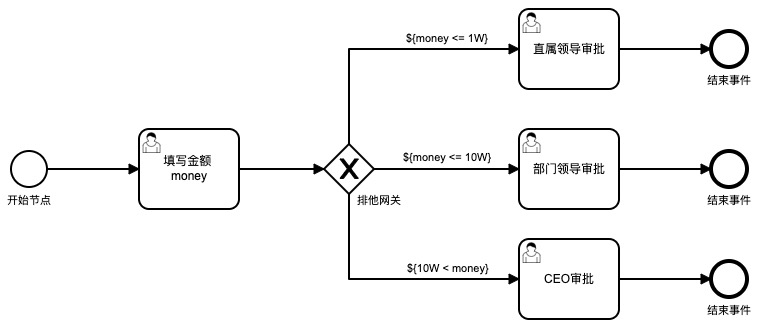 ${money <= 1W}
直属领导审批
结束事件
填写金额
money
开始节点
${money <= 10W}
排他网关
部门领导审批
结束事件
${10W < money}
CEO审批
结束事件